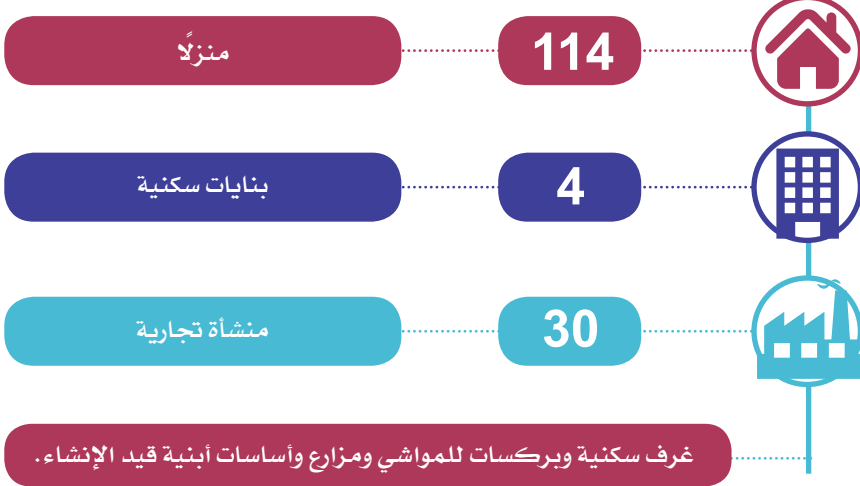 114 منزلًا
4 بنايات سكنية
30 منشأة تجارية
غرف سكنية وبركسات للمواشي ومزارع وأساسات أبنية قيد الإنشاء.